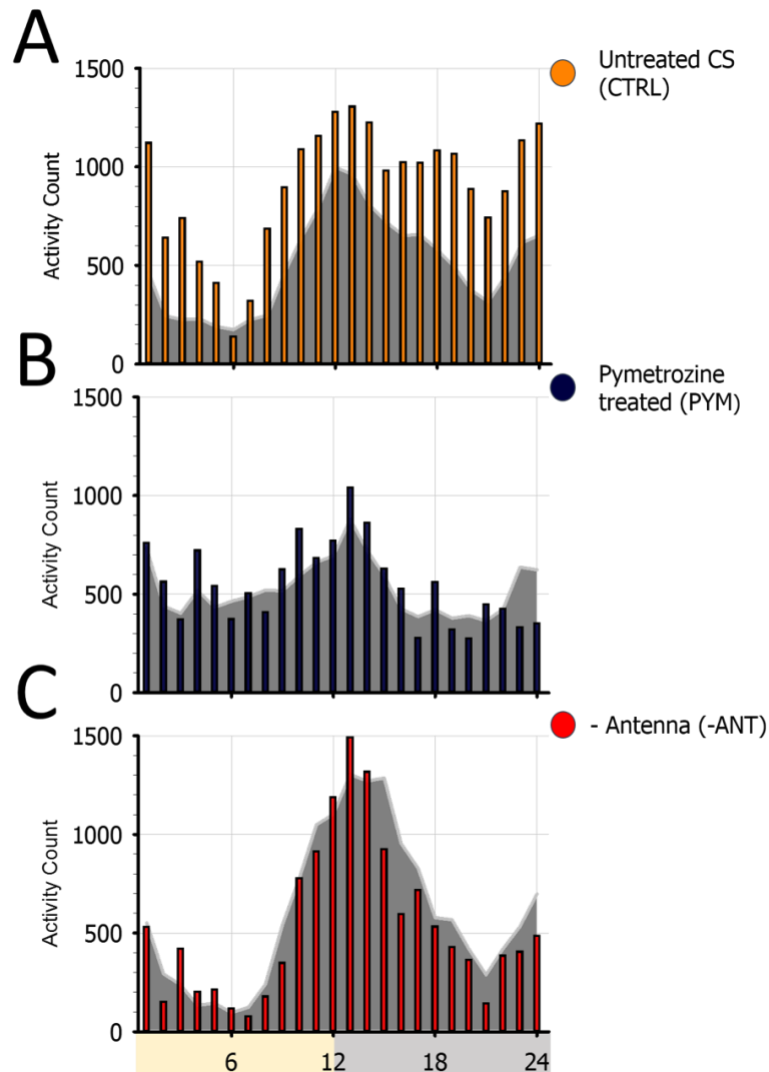 A
1500
1000
500
0
Activity Count
Untreated CS
(CTRL)
B
1500
1000
500
0
Activity Count
Pymetrozine
treated (PYM)
C
1500
1000
500
0
Activity Count
- Antenna (-ANT)
6 12 18 24